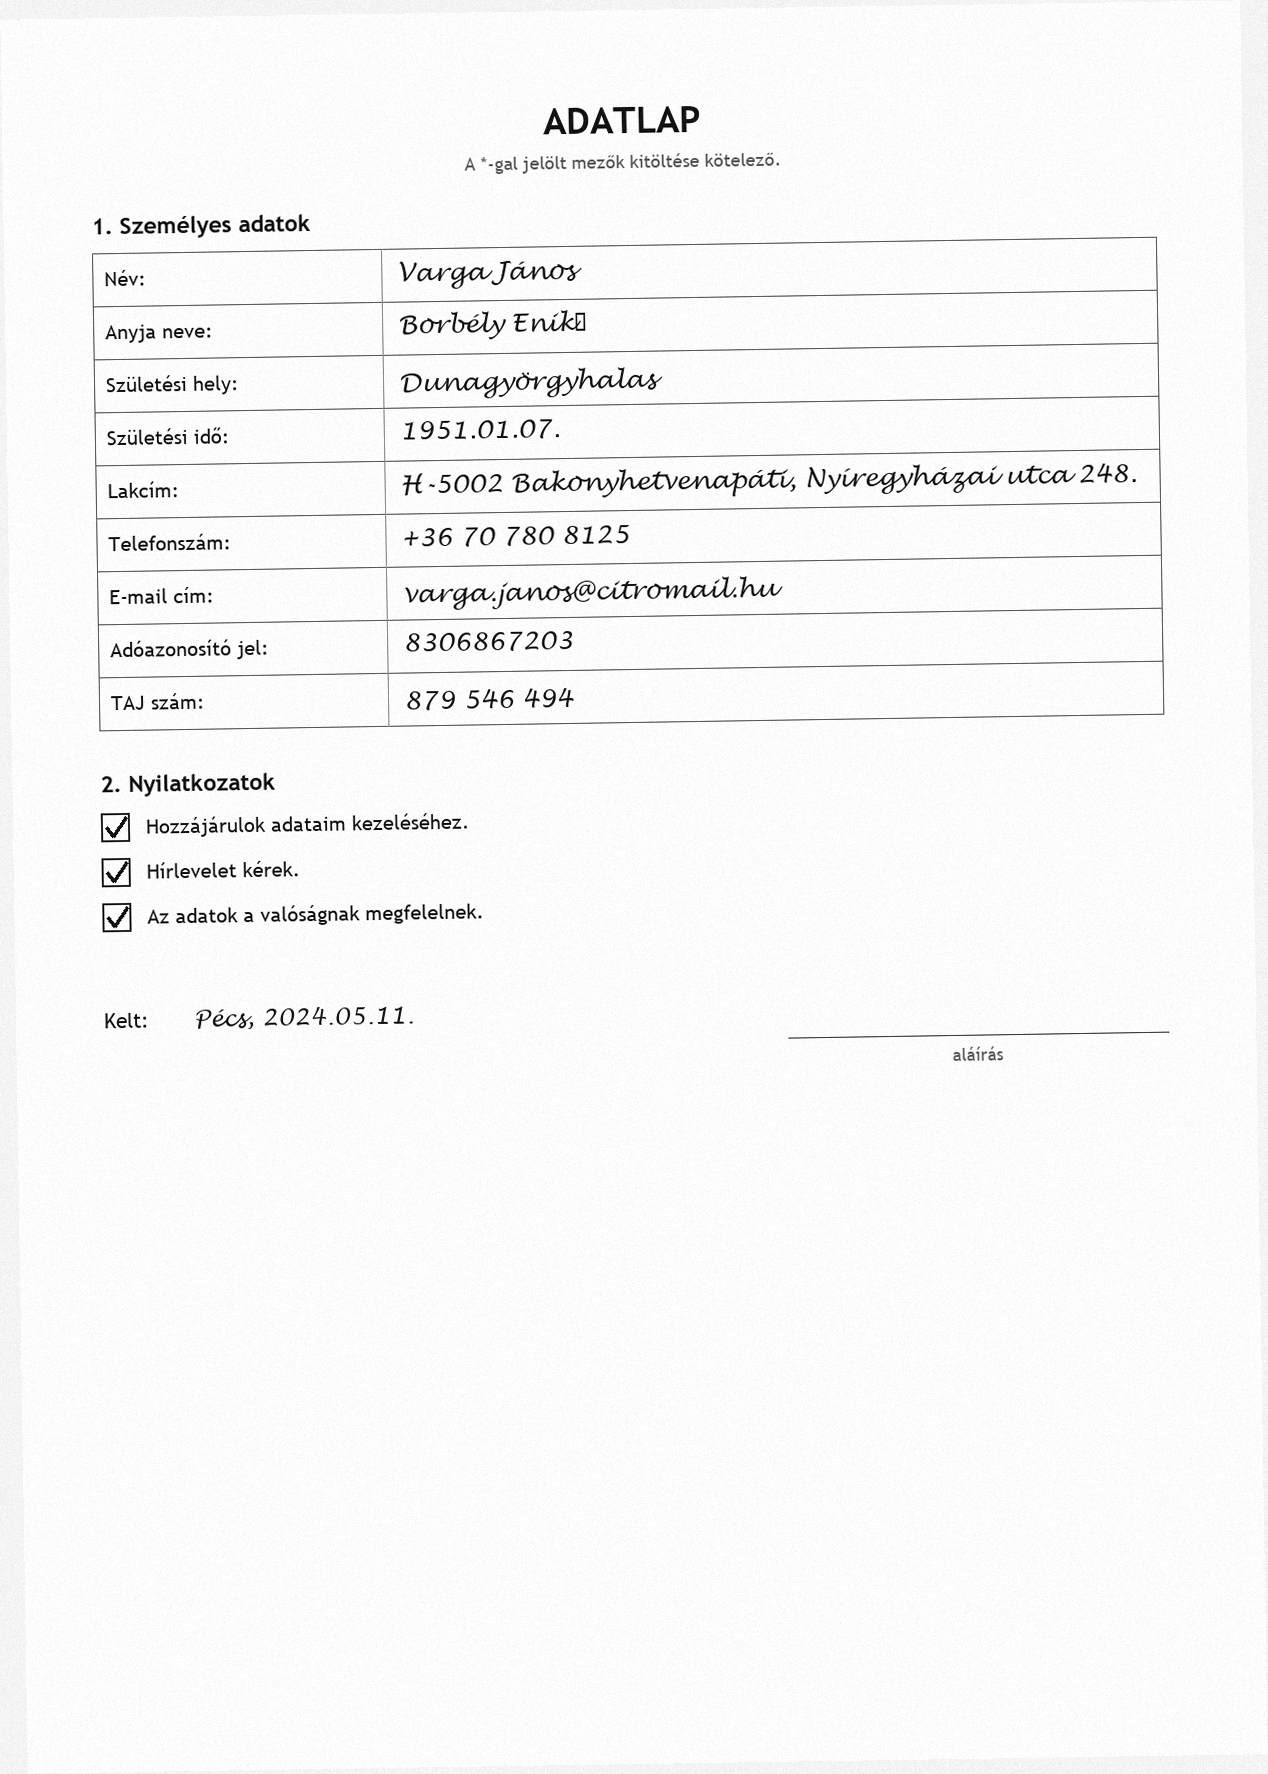 ADATLAP
A *-gal jelölt mezők kitöltése kötelező.
1. Személyes adatok
Név: Varga János
Anyja neve: Borbély
Születési hely: Dunagyörgyhalas
Születési idő: 1951.01.07.
Lakcím: H-5002 Bakonyhetvenapáti, Nyíregyházai utca 248.
Telefonszám: +36 70 780 8125
E-mail cím: varga.janos@citromail.hu
Adóazonosító jel: 8306867203
TAJ szám: 879 546 494
2. Nyilatkozatok
Hozzájárulok adataim kezeléséhez.
Hírlevelet kérek.
Az adatok a valóságnak megfelelnek.
Kelt: Pécs, 2024.05.11.
aláírás